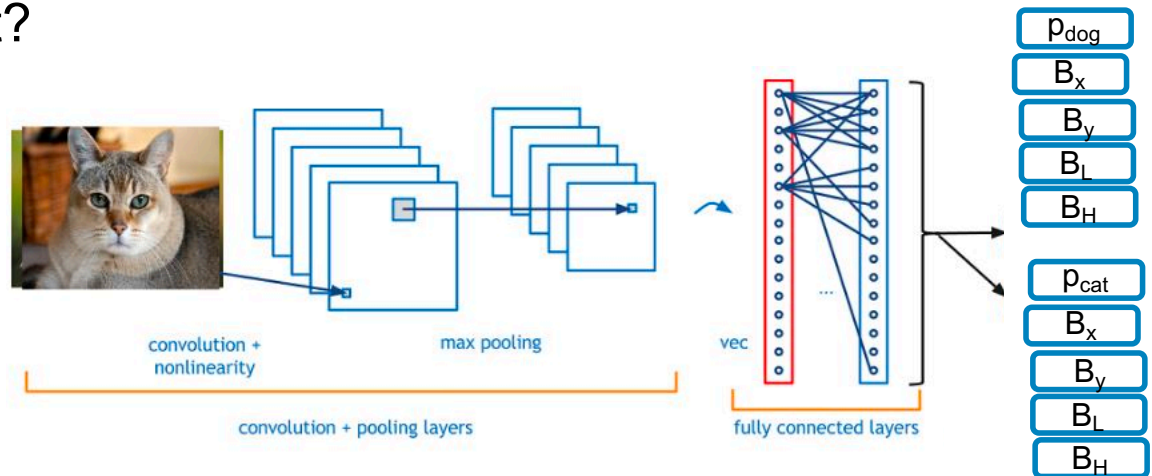 ?
convolution +
nonlinearity
max pooling
convolution + pooling layers
vec
...
fully connected layers
p_dog
B_x
B_y
B_L
B_H
p_cat
B_x
B_y
B_L
B_H